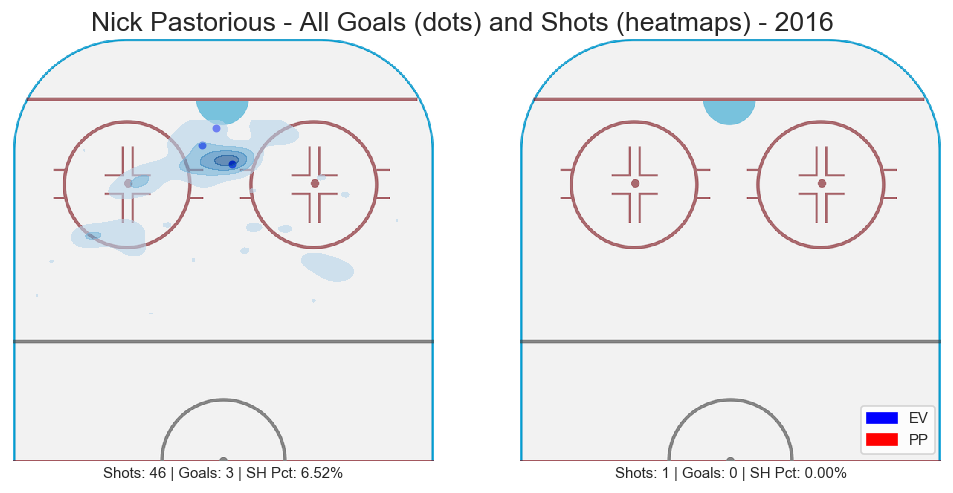 Nick Pastorious - All Goals (dots) and Shots (heatmaps) - 2016
EV
PP
Shots: 46 | Goals: 3 | SH Pct: 6.52%
Shots: 1 | Goals: 0 | SH Pct: 0.00%